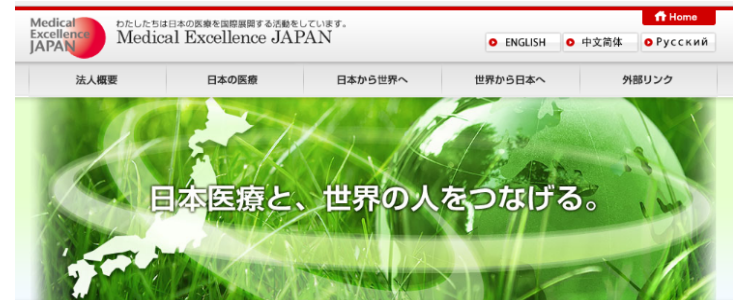 Medical
Excellence
JAPAN
わたしたちは日本の医療を国際展開する活動をしています。
Medical Excellence JAPAN
Home
ENGLISH
中文简体
Русский
法人概要
日本の医療
日本から世界へ
世界から日本へ
外部リンク
日本医療と、世界の人をつなげる。